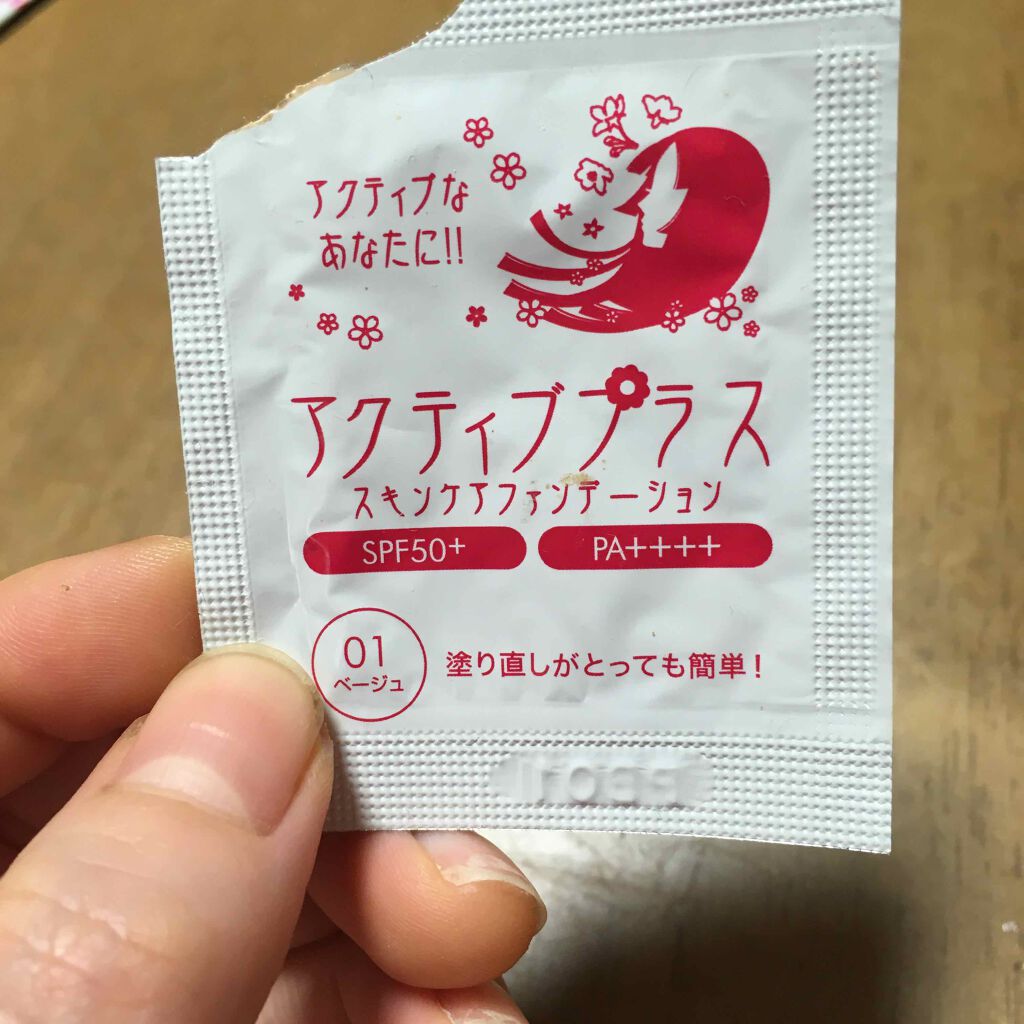 アクティブな
あなたに!!
アクティブプラス
スキンケアファンデーション
SPF50+
PA++++
01
ベージュ
塗り直しがとっても簡単！